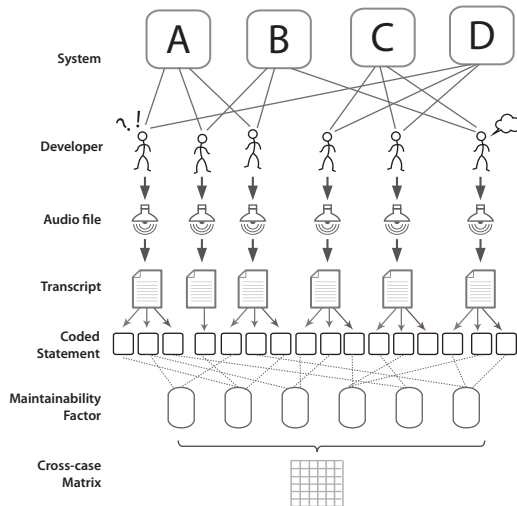 System
A
B
C
D
? !
Developer
Audio file
Transcript
Coded
Statement
Maintainability
Factor
Cross-case
Matrix